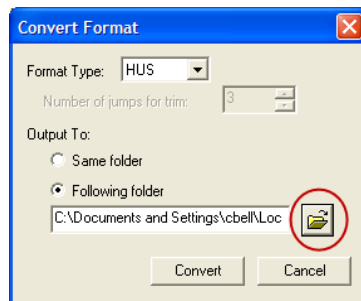 Convert Format
Format Type: HUS
Number of jumps for trim: 3
Output To:
Same folder
Following folder
C:\Documents and Settings\cbell\Loc
Convert Cancel